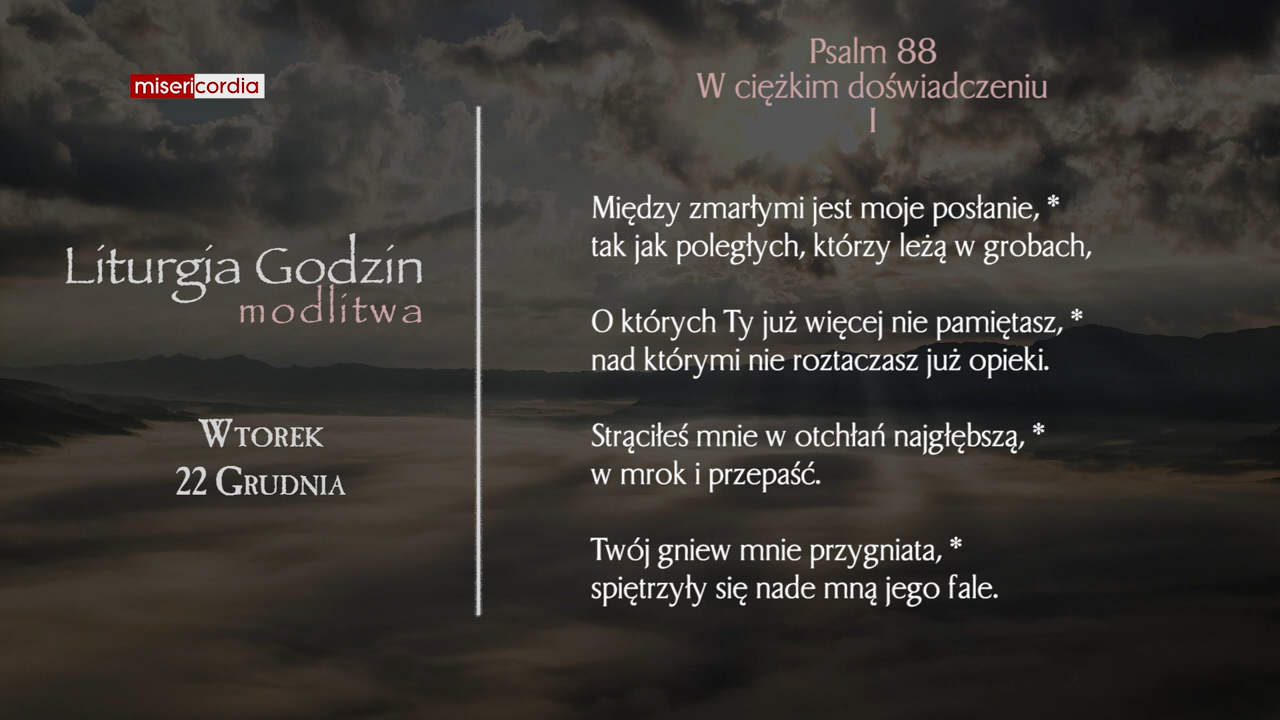 misericordia
Liturgia Godzin
modlitwa
Wtorek
22 Grudnia
Psalm 88
W ciężkim doświadczeniu
I
Między zmarłymi jest moje posłanie, *
tak jak poległych, którzy leżą w grobach,
O których Ty już więcej nie pamiętasz, *
nad którymi nie roztaczasz już opieki.
Strąciłeś mnie w otchłań najgłębszą, *
w mrok i przepaść.
Twój gniew mnie przygniata, *
spiętrzyły się nade mną jego fale.